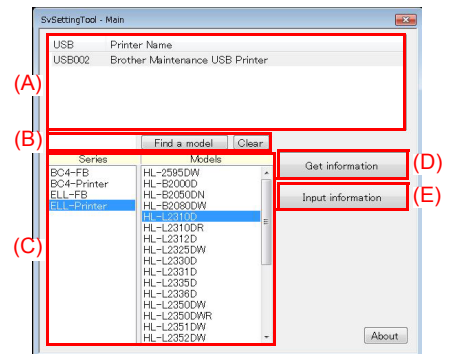 SvSettingTool - Main
USB Printer Name
USB002 Brother Maintenance USB Printer
(A)
(B)
Find a model Clear
Series Models
BC4-FB
BC4-Printer
ELL-FB
ELL-Printer
HL-2595DW
HL-B2000D
HL-B2050DN
HL-B2080DW
HL-L2310D
HL-L2310DR
HL-L2312D
HL-L2325DW
HL-L2330D
HL-L2331D
HL-L2335D
HL-L2336D
HL-L2350DW
HL-L2350DWR
HL-L2351DW
HL-L2352DW
(C)
Get information (D)
Input information (E)
About